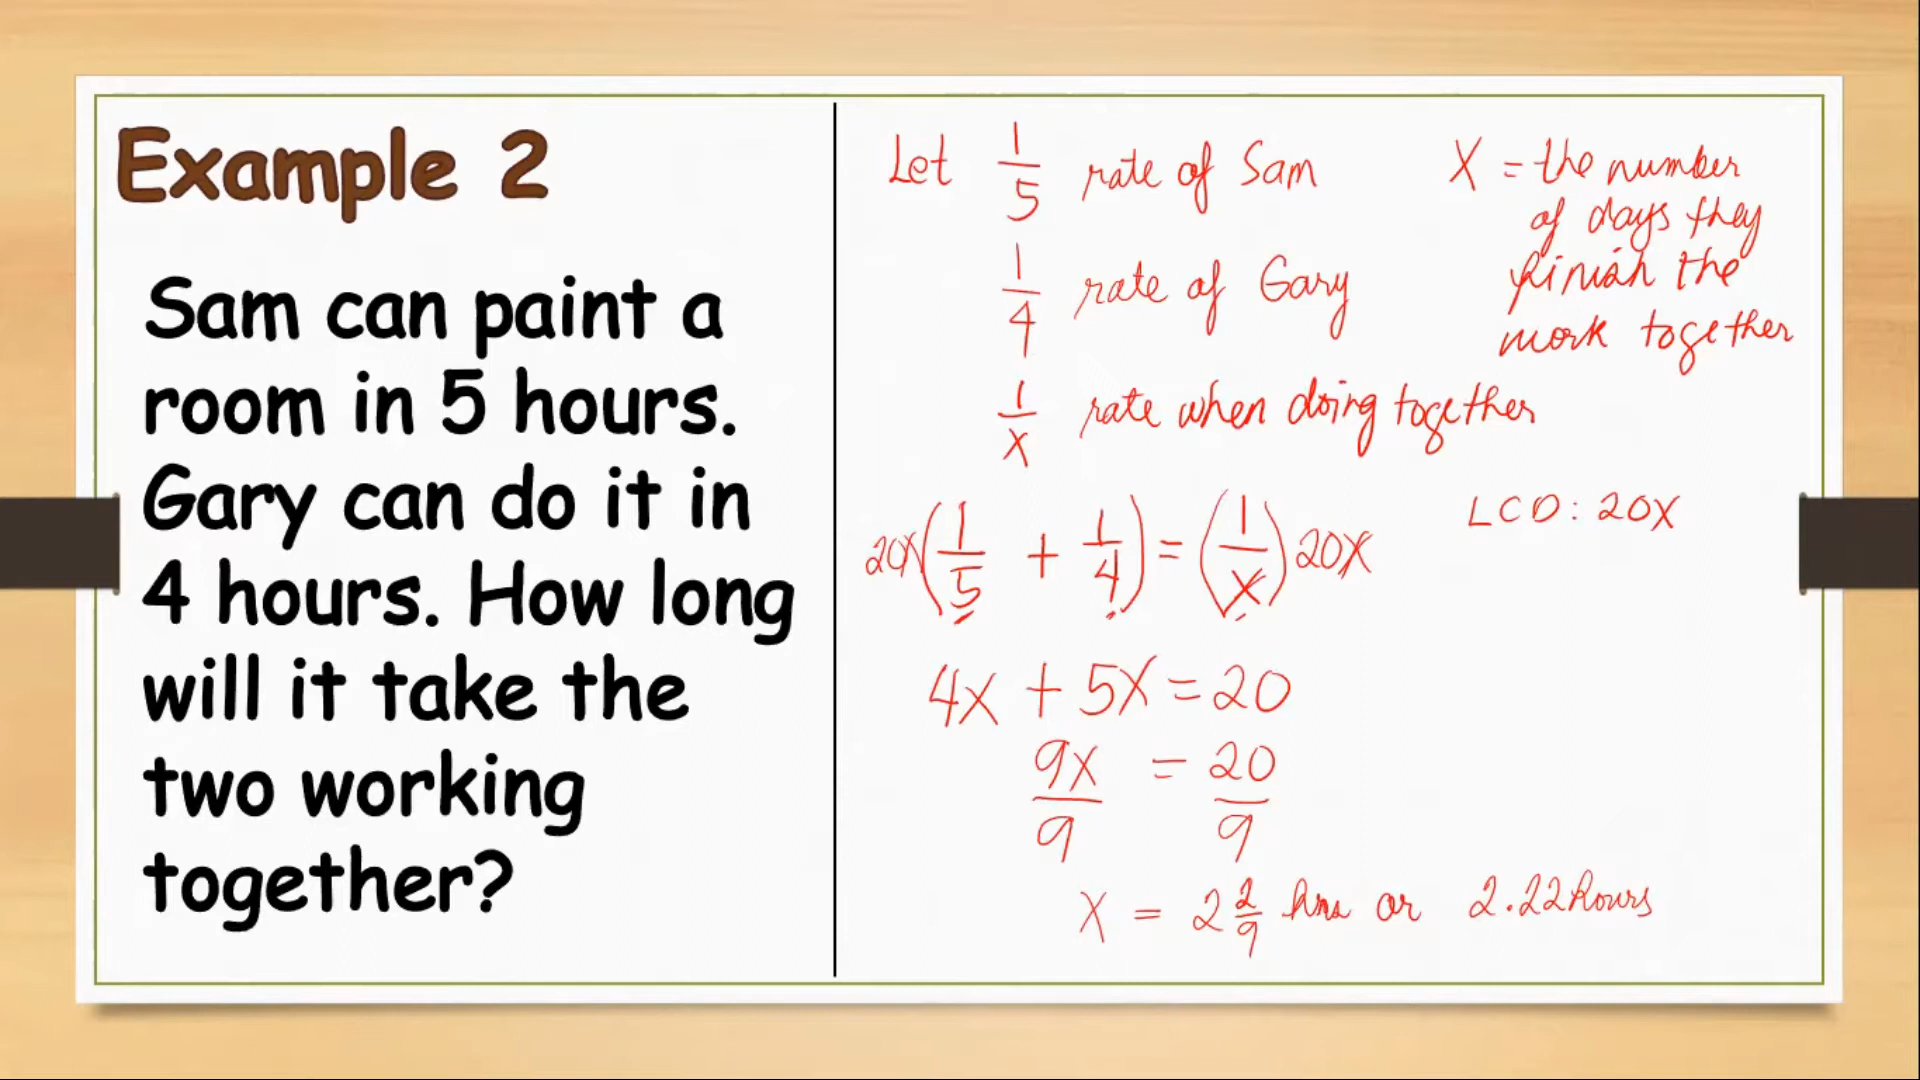 Example 2
Sam can paint a
room in 5 hours.
Gary can do it in
4 hours. How long
will it take the
two working
together?
Let 1/5 rate of Sam
1/4 rate of Gary
1/x rate when doing together
X = the number
of days they
finish the
work together
LCD: 20X
20x(1/5 + 1/4) = (1/x)20X
4x + 5x = 20
9x/9 = 20/9
X = 2 2/9 hrs or 2.22 hours